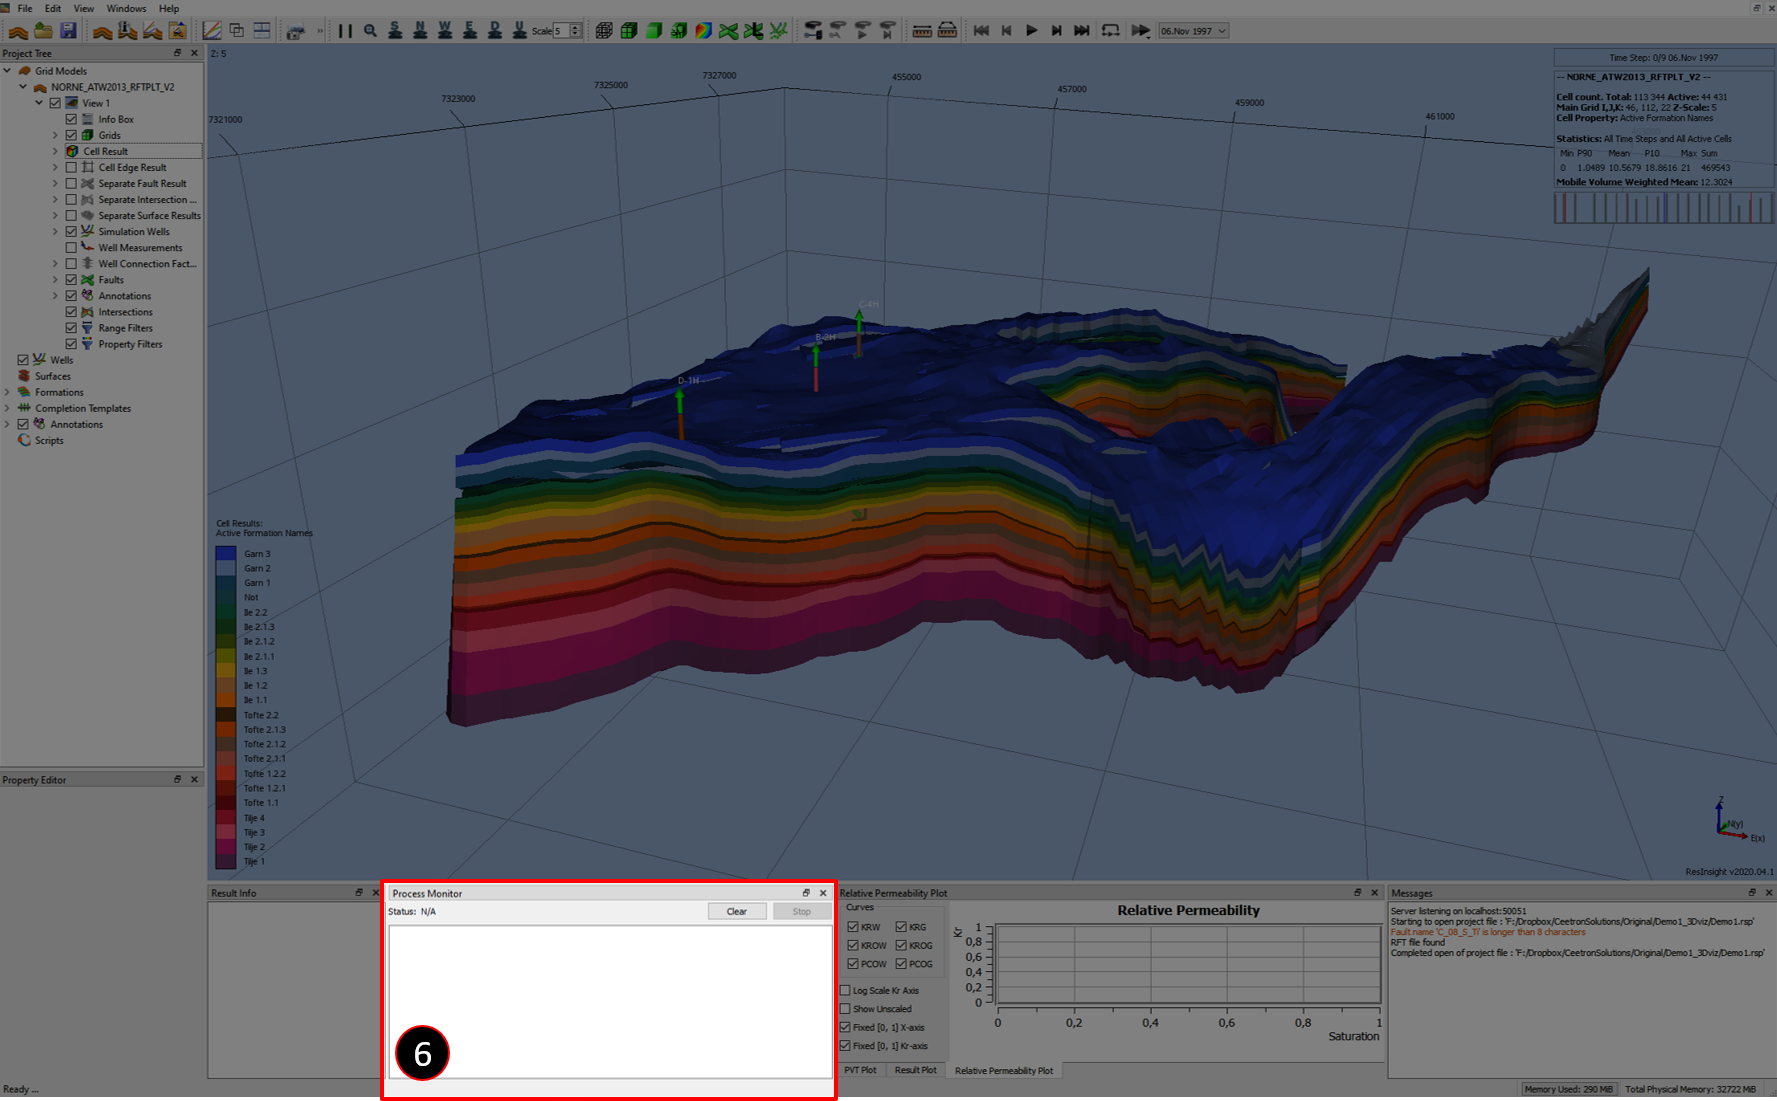 File Edit View Windows Help
Scale 5
06.Nov 1997
Project Tree
Grid Models
NORNE_ATW2013_RFTPLT_V2
View 1
Info Box
Grids
Cell Result
Cell Edge Result
Separate Fault Result
Separate Intersection ...
Separate Surface Results
Simulation Wells
Well Measurements
Well Connection Fact...
Faults
Annotations
Intersections
Range Filters
Property Filters
Wells
Surfaces
Formations
Completion Templates
Annotations
Scripts
Property Editor
Z: 5
7321000
7323000
7325000
7327000
455000
457000
459000
461000
Time Step: 0/9 06.Nov 1997
-- NORNE_ATW2013_RFTPLT_V2 --
Cell count. Total: 113 344 Active: 44 431
Main Grid I,J,K: 46, 112, 22 Z-Scale: 5
Cell Property: Active Formation Names
Statistics: All Time Steps and All Active Cells
Min P90 Mean P10 Max Sum
0 1.0489 10.5679 18.8616 21 469543
Mobile Volume Weighted Mean: 12.3024
C-4H
B-2H
D-1H
Cell Results:
Active Formation Names
Garn 3
Garn 2
Garn 1
Not
Ile 2.2
Ile 2.1.3
Ile 2.1.2
Ile 2.1.1
Ile 1.3
Ile 1.2
Ile 1.1
Tofte 2.2
Tofte 2.1.3
Tofte 2.1.2
Tofte 2.1.1
Tofte 1.2.2
Tofte 1.2.1
Tofte 1.1
Tilje 4
Tilje 3
Tilje 2
Tilje 1
Z
N(y)
E(x)
ResInsight v2020.04.1
Result Info
Process Monitor
Status: N/A
Clear
Stop
6
Relative Permeability Plot
Curves
KRW KRG
KROW KROG
PCOW PCOG
Log Scale Kr Axis
Show Unscaled
Fixed [0, 1] X-axis
Fixed [0, 1] Kr-axis
Relative Permeability
Kr
1
0,8
0,6
0,4
0,2
0
0 0,2 0,4 0,6 0,8 1
Saturation
PVT Plot Result Plot Relative Permeability Plot
Messages
Server listening on localhost:50051
Starting to open project file : 'F:/Dropbox/CeetronSolutions/Original/Demo1_3Dviz/Demo1.rsp'
Fault name 'C_08_S_Ti' is longer than 8 characters
RFT file found
Completed open of project file : 'F:/Dropbox/CeetronSolutions/Original/Demo1_3Dviz/Demo1.rsp'
Ready ...
Memory Used: 290 MiB Total Physical Memory: 32722 MiB